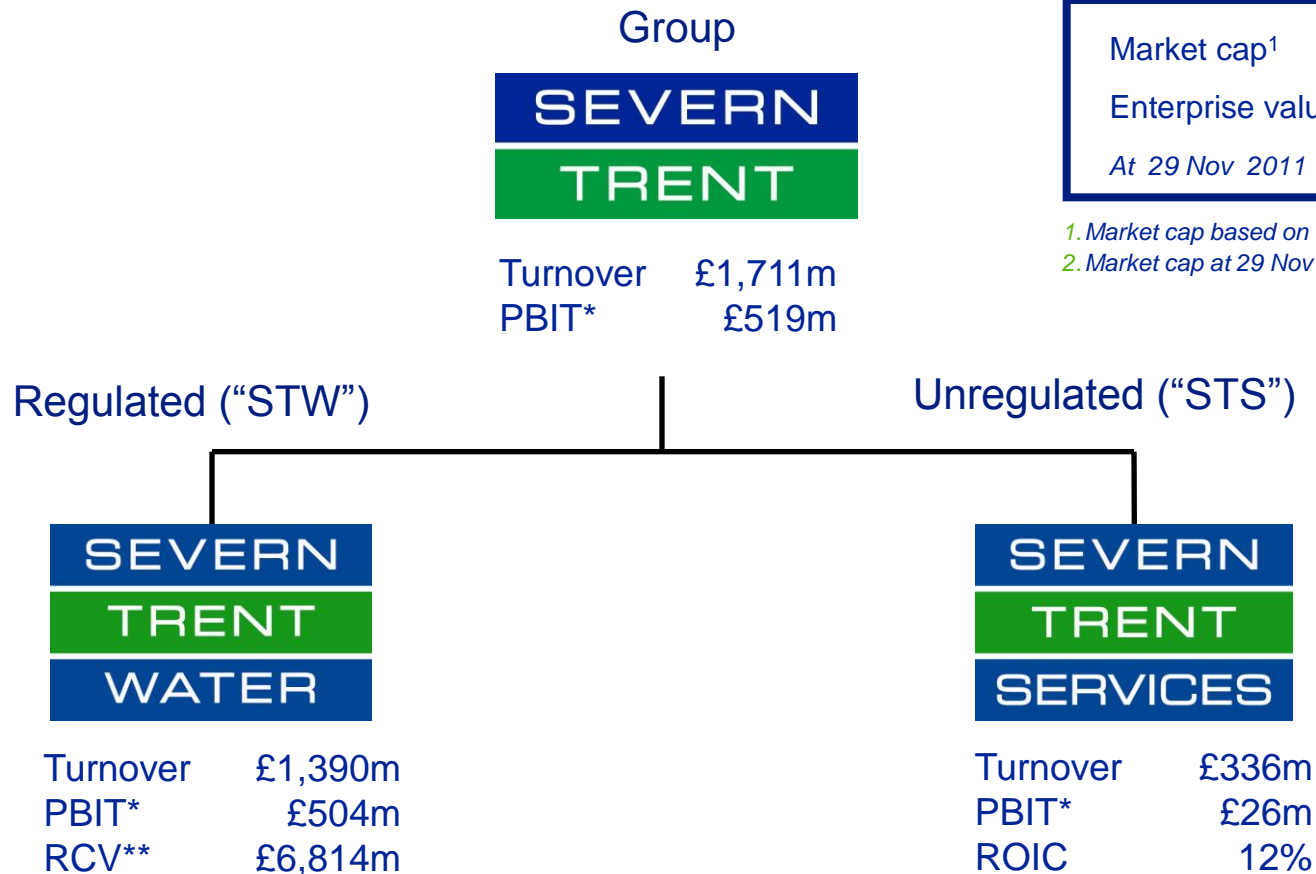 Group
SEVERN
TRENT
Turnover £1,711m
PBIT* £519m
Market cap1
Enterprise valu
At 29 Nov 2011
1. Market cap based on
2. Market cap at 29 Nov
Regulated (“STW”)
Unregulated (“STS”)
SEVERN
TRENT
WATER
Turnover £1,390m
PBIT* £504m
RCV** £6,814m
SEVERN
TRENT
SERVICES
Turnover £336m
PBIT* £26m
ROIC 12%